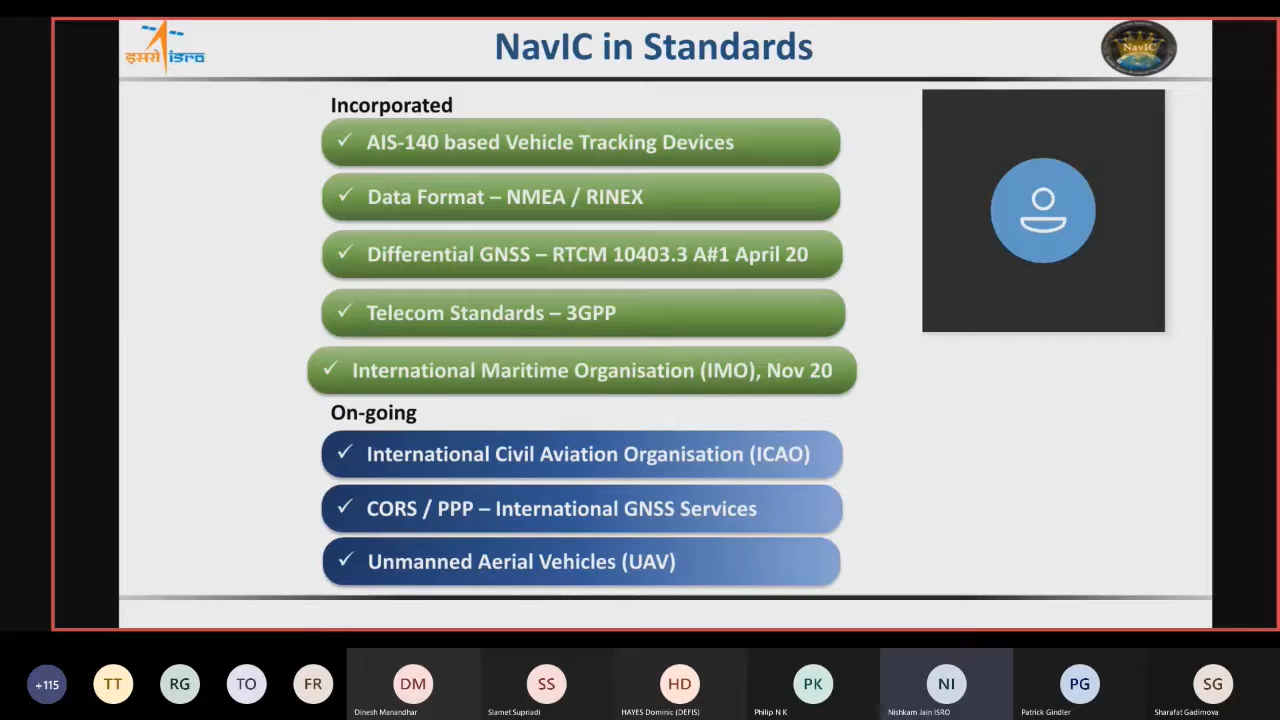 इसरो isro
NavIC in Standards
NavIC
Incorporated
✓ AIS-140 based Vehicle Tracking Devices
✓ Data Format – NMEA / RINEX
✓ Differential GNSS – RTCM 10403.3 A#1 April 20
✓ Telecom Standards – 3GPP
✓ International Maritime Organisation (IMO), Nov 20
On-going
✓ International Civil Aviation Organisation (ICAO)
✓ CORS / PPP – International GNSS Services
✓ Unmanned Aerial Vehicles (UAV)
+115 TT RG TO FR DM SS HD PK NI PG SG
Dinesh Manandhar Slamet Supriadi HAYES Dominic (DEFIS) Philip N K Nishkam Jain ISRO Patrick Gindler Sharafat Gadimova